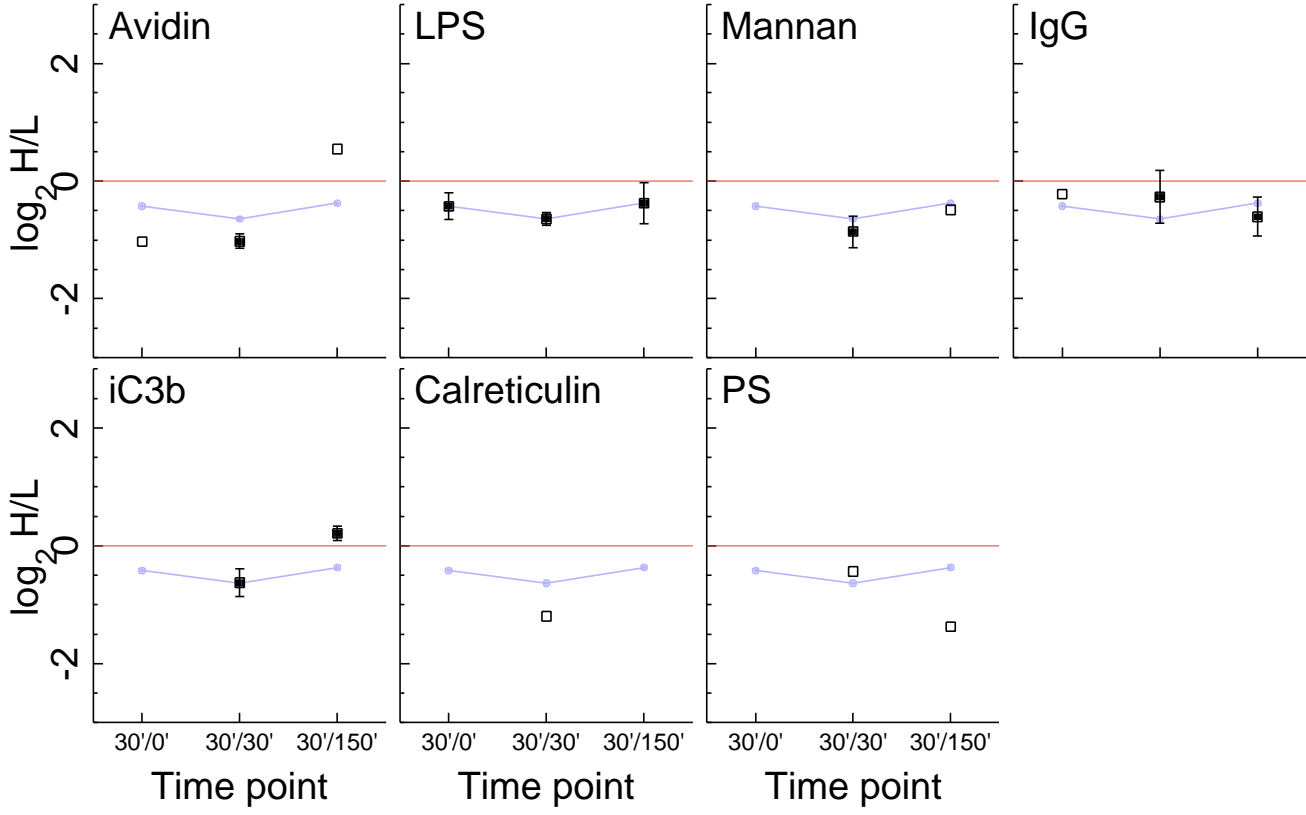 Avidin
LPS
Mannan
IgG
log2 H/L
2
0
-2
iC3b
Calreticulin
PS
log2 H/L
2
0
-2
30'/0' 30'/30' 30'/150'
30'/0' 30'/30' 30'/150'
30'/0' 30'/30' 30'/150'
Time point
Time point
Time point